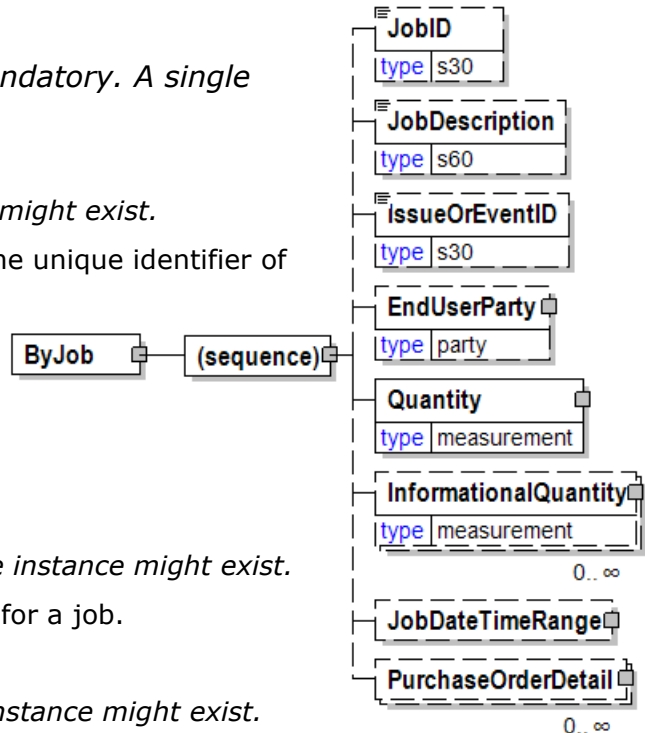 ndatory. A single
might exist.
he unique identifier of
e instance might exist.
for a job.
nstance might exist.
ByJob
(sequence)
JobID
type s30
JobDescription
type s60
IssueOrEventID
type s30
EndUserParty
type party
Quantity
type measurement
InformationalQuantity
type measurement
0.. ∞
JobDateTimeRange
PurchaseOrderDetail
0.. ∞